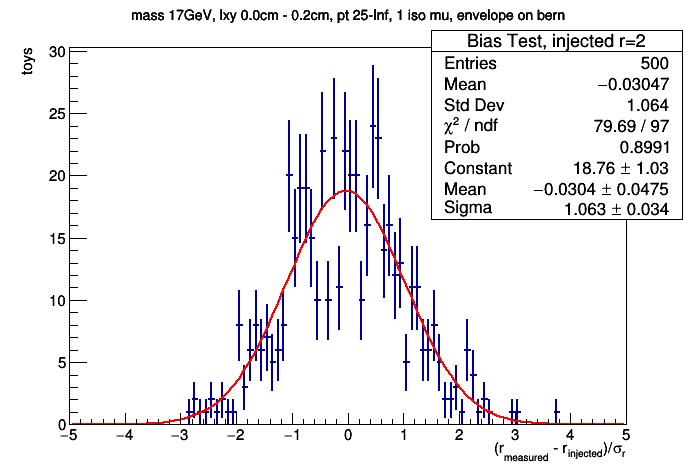 mass 17GeV, lxy 0.0cm - 0.2cm, pt 25-Inf, 1 iso mu, envelope on bern
toys
30
25
20
15
10
5
0
Bias Test, injected r=2
Entries 500
Mean −0.03047
Std Dev 1.064
χ² / ndf 79.69 / 97
Prob 0.8991
Constant 18.76 ± 1.03
Mean −0.0304 ± 0.0475
Sigma 1.063 ± 0.034
−5 −4 −3 −2 −1 0 1 2 3 4 5
(r_measured - r_injected)/σ_r